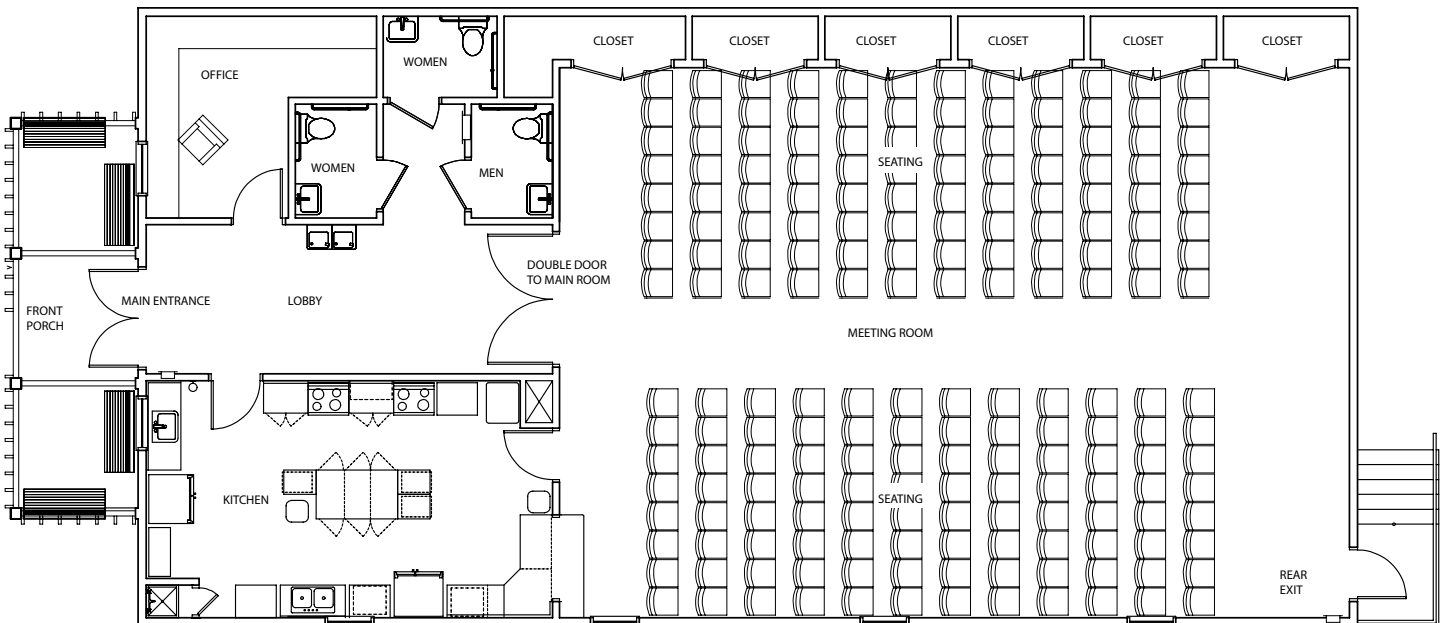 CLOSET
CLOSET
CLOSET
CLOSET
CLOSET
CLOSET
WOMEN
OFFICE
SEATING
WOMEN
MEN
DOUBLE DOOR
TO MAIN ROOM
MAIN ENTRANCE
LOBBY
FRONT
PORCH
MEETING ROOM
KITCHEN
SEATING
REAR
EXIT